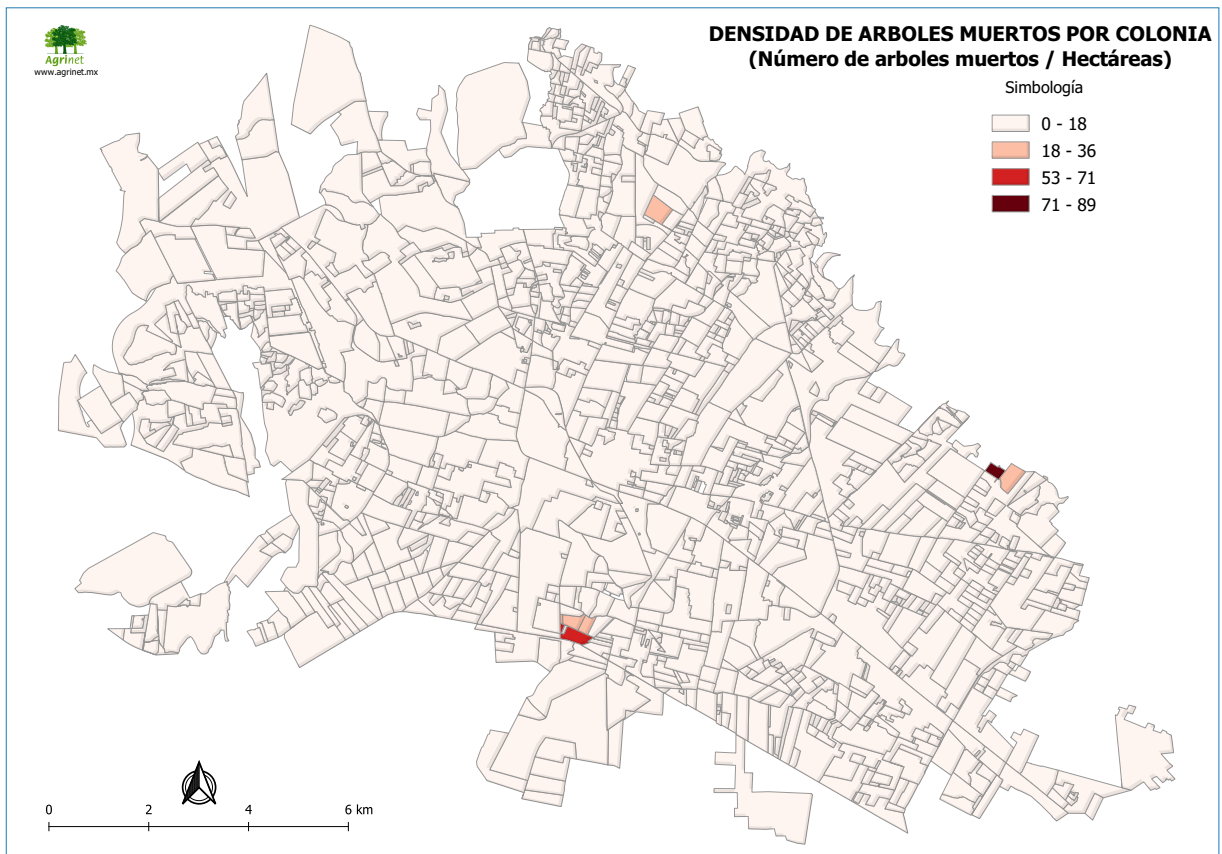 Agrinet
www.agrinet.mx
DENSIDAD DE ARBOLES MUERTOS POR COLONIA
(Número de arboles muertos / Hectáreas)
Simbología
0 - 18
18 - 36
53 - 71
71 - 89
0 2 4 6 km